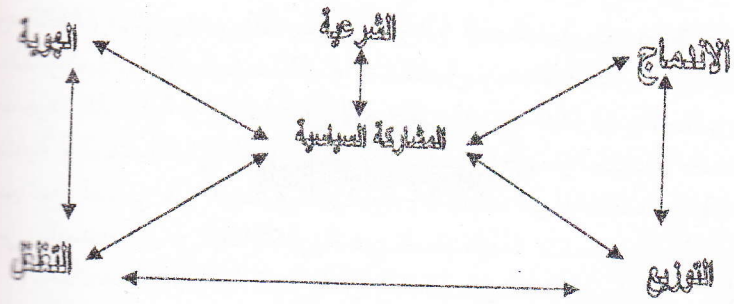 الشرعية
الاندماج
الهوية
المشاركة السياسية
التوزيع
التغلغل